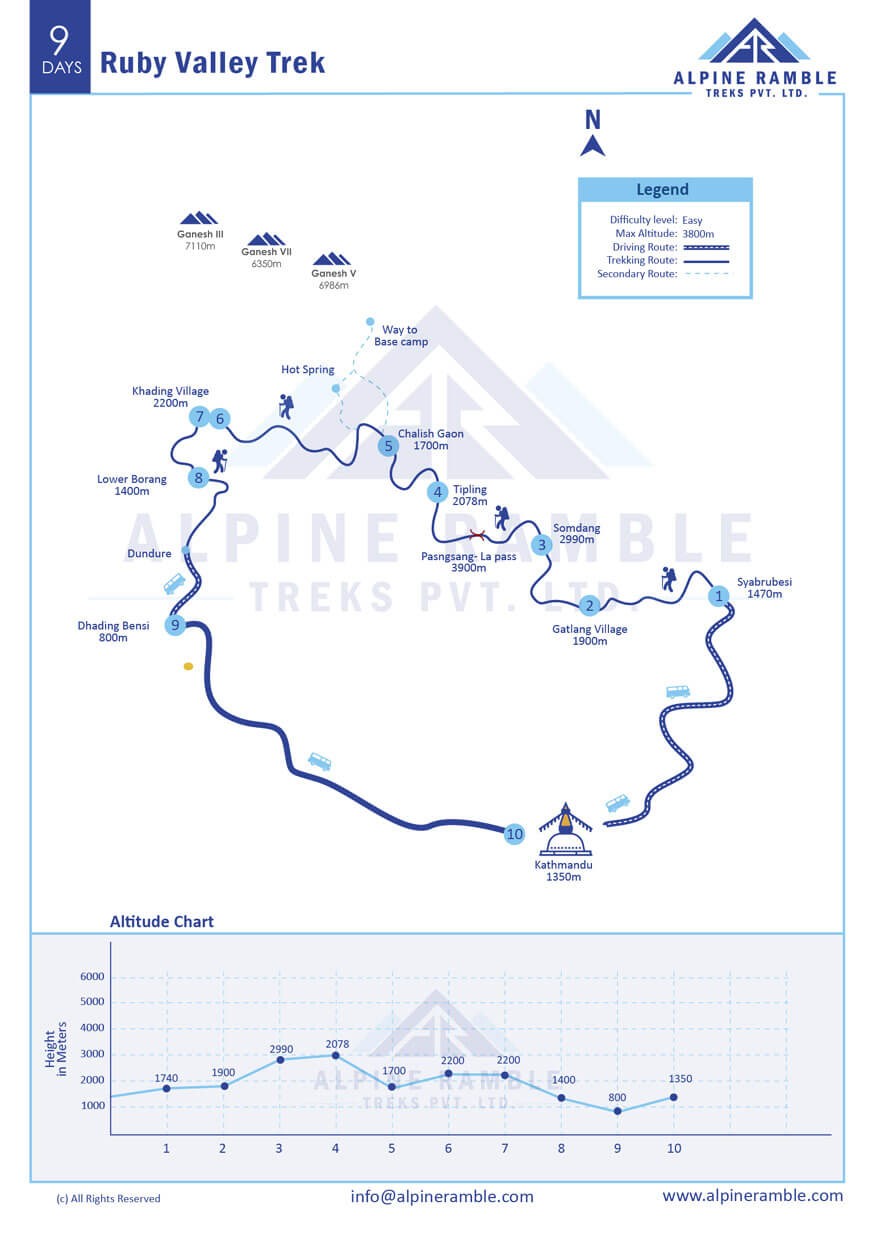 9
DAYS
Ruby Valley Trek
ALPINE RAMBLE
TREKS PVT. LTD.
N
Legend
Difficulty level: Easy
Max Altitude: 3800m
Driving Route:
Trekking Route:
Secondary Route:
Ganesh III
7110m
Ganesh VII
6350m
Ganesh V
6986m
Way to
Base camp
Hot Spring
Khading Village
2200m
7
6
Chalish Gaon
1700m
5
Lower Borang
1400m
8
4
Tipling
2078m
ALPINE RAMBLE
TREKS PVT. LTD.
Somdang
2990m
3
Pasngsang- La pass
3900m
Dundure
Syabrubesi
1470m
1
2
Gatlang Village
1900m
Dhading Bensi
800m
9
10
Kathmandu
1350m
Altitude Chart
Height
in Meters
6000
5000
4000
3000
2000
1000
1740
1900
2990
2078
1700
2200
2200
1400
800
1350
ALPINE RAMBLE
TREKS PVT. LTD.
1 2 3 4 5 6 7 8 9 10
(c) All Rights Reserved
info@alpineramble.com
www.alpineramble.com